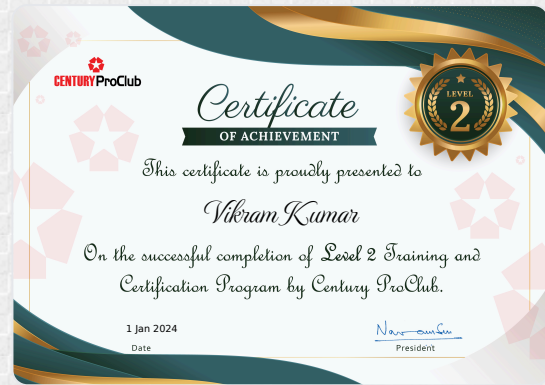 CENTURY ProClub
LEVEL
2
Certificate
OF ACHIEVEMENT
This certificate is proudly presented to
Vikram Kumar
On the successful completion of Level 2 Training and
Certification Program by Century ProClub.
1 Jan 2024
Date
President